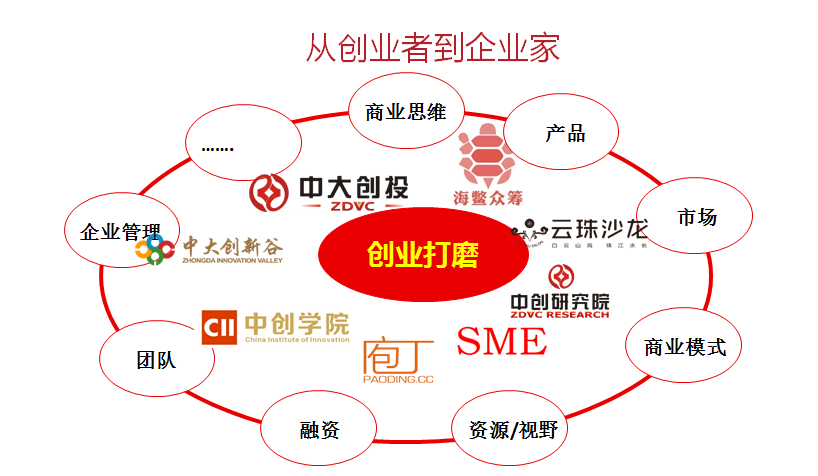 从创业者到企业家
商业思维
…….
产品
中大创投
ZDVC
海鳖众筹
企业管理
市场
云珠沙龙
白云山高 珠江水长
中大创新谷
ZHONGDA INNOVATION VALLEY
创业打磨
中创研究院
ZDVC RESEARCH
CII
中创学院
China Institute of Innovation
SME
庖丁
PAODING.CC
团队
商业模式
融资
资源/视野